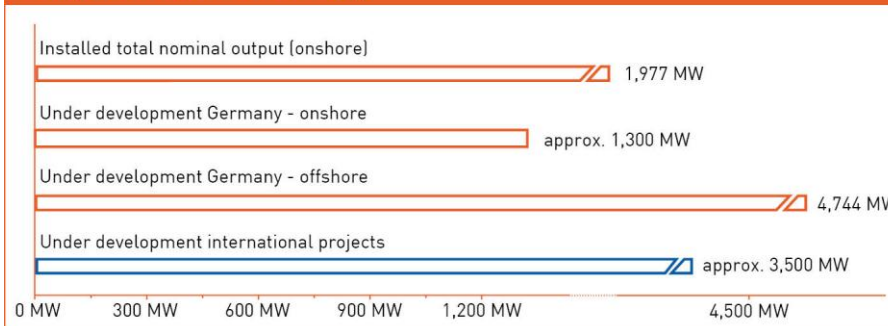 Installed total nominal output (onshore)
1,977 MW
Under development Germany - onshore
approx. 1,300 MW
Under development Germany - offshore
4,744 MW
Under development international projects
approx. 3,500 MW
0 MW 300 MW 600 MW 900 MW 1,200 MW 4,500 MW